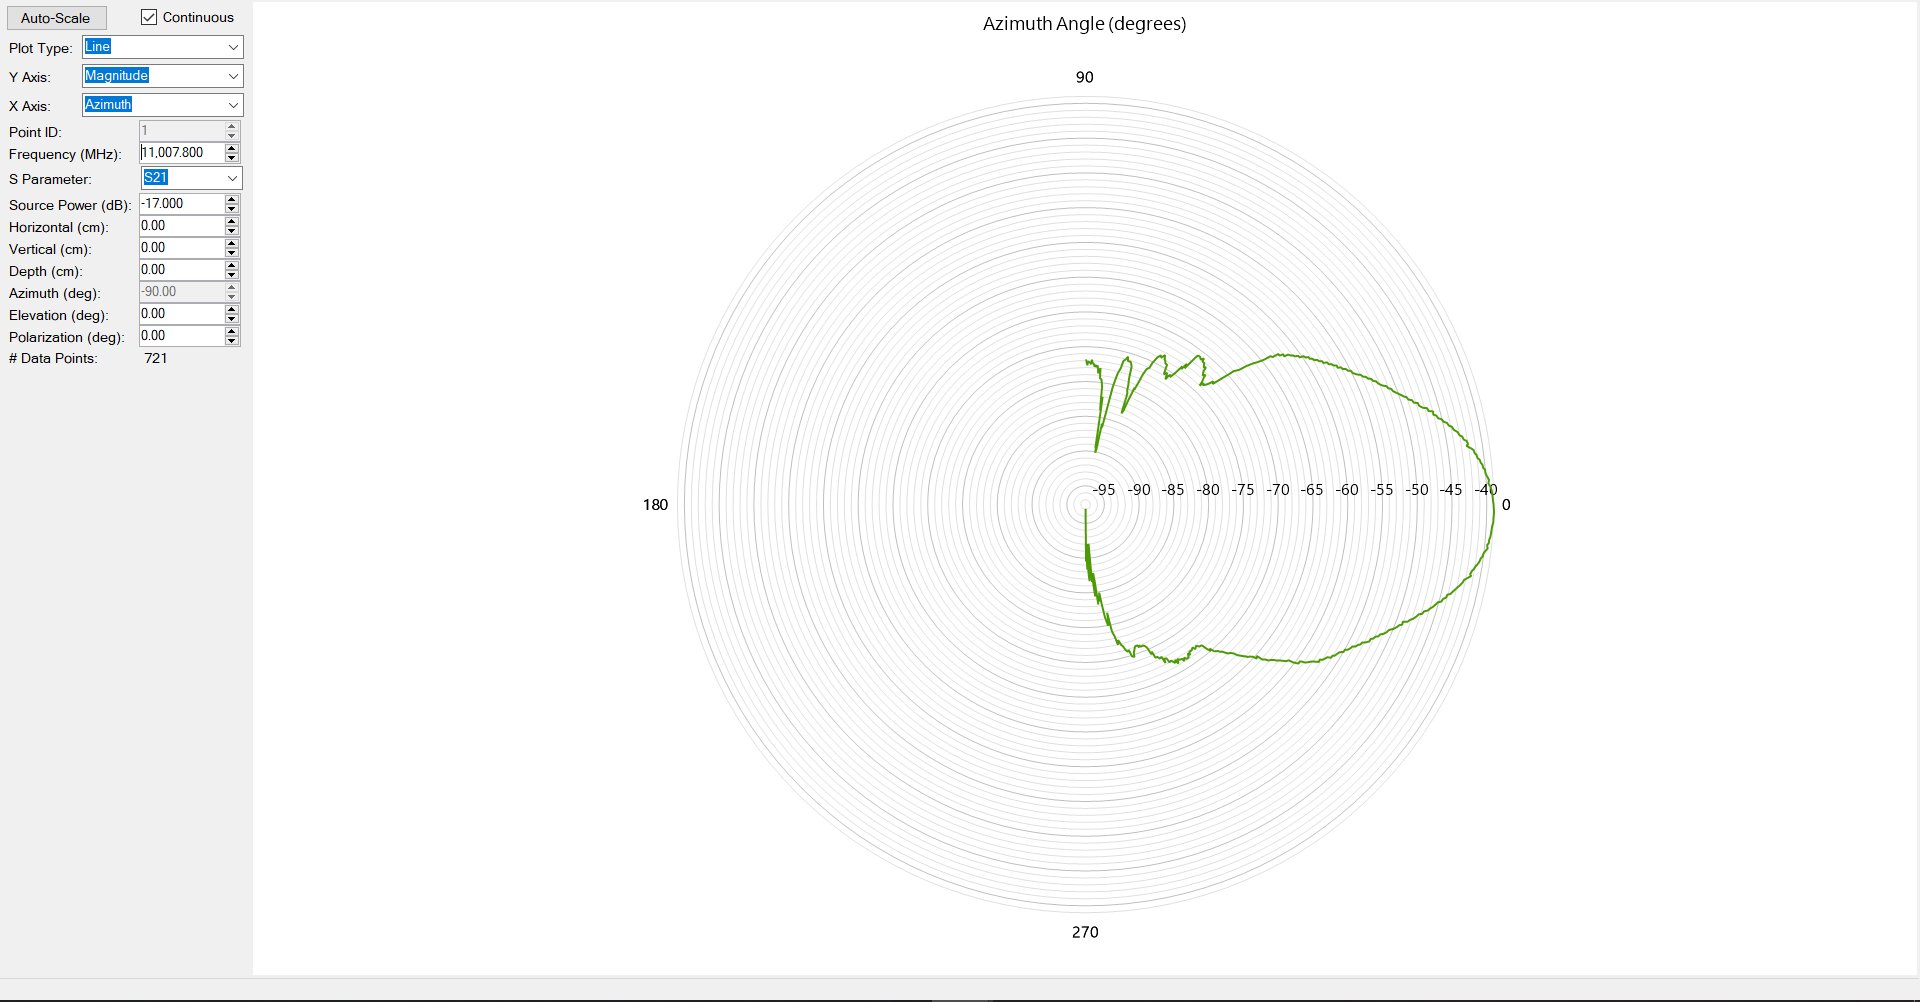 Auto-Scale
Continuous
Plot Type: Line
Y Axis: Magnitude
X Axis: Azimuth
Point ID: 1
Frequency (MHz): 11,007.800
S Parameter: S21
Source Power (dB): -17.000
Horizontal (cm): 0.00
Vertical (cm): 0.00
Depth (cm): 0.00
Azimuth (deg): -90.00
Elevation (deg): 0.00
Polarization (deg): 0.00
# Data Points: 721
Azimuth Angle (degrees)
90
-95 -90 -85 -80 -75 -70 -65 -60 -55 -50 -45 -40
180
0
270